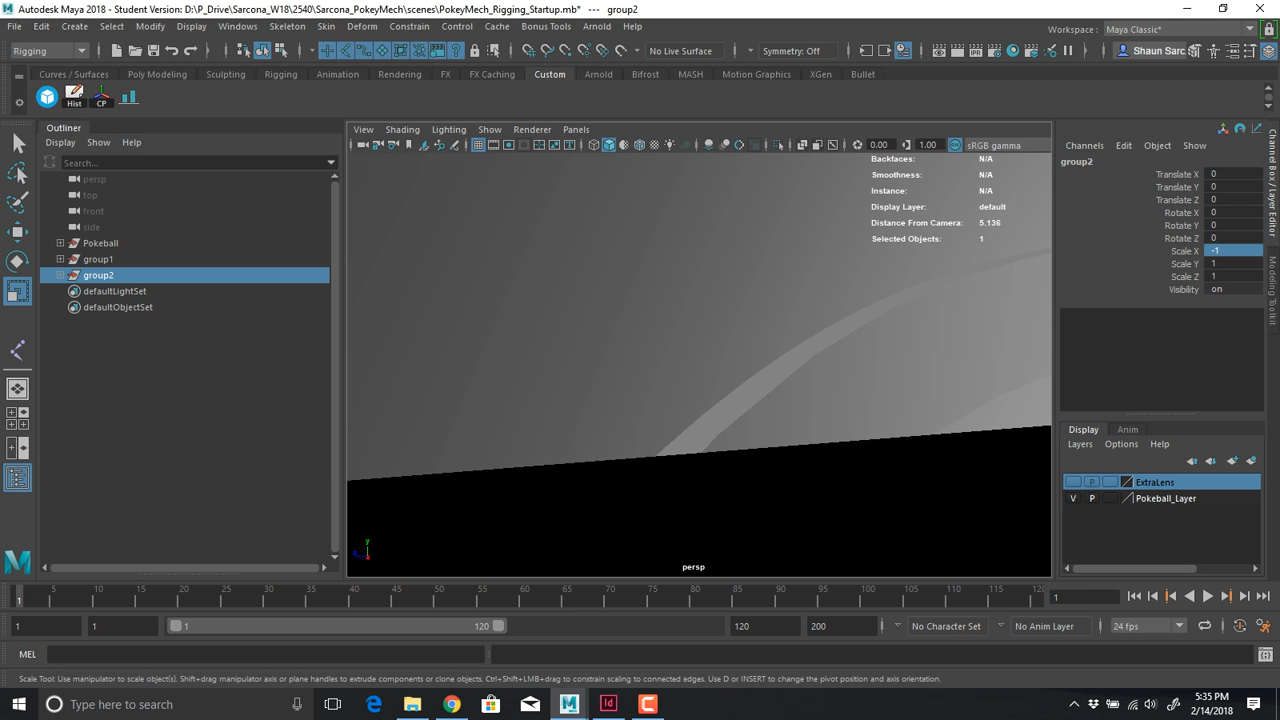 Autodesk Maya 2018 - Student Version: D:\P_Drive\Sarcona_W18\2540\Sarcona_PokeyMech\scenes\PokeyMech_Rigging_Startup.mb* --- group2
File Edit Create Select Modify Display Windows Skeleton Skin Deform Constrain Control Cache Arnold Help
Workspace : Maya Classic*
Rigging
No Live Surface
Symmetry: Off
Shaun Sarc
Curves / Surfaces Poly Modeling Sculpting Rigging Animation Rendering FX FX Caching Custom Arnold Bifrost MASH Motion Graphics XGen Bullet
Hist CP
Outliner
Display Show Help
Search...
persp
top
front
side
Pokeball
group1
group2
defaultLightSet
defaultObjectSet
View Shading Lighting Show Renderer Panels
0.00 1.00 sRGB gamma
Backfaces: N/A
Smoothness: N/A
Instance: N/A
Display Layer: default
Distance From Camera: 5.136
Selected Objects: 1
y
persp
Channels Edit Object Show
group2
Translate X 0
Translate Y 0
Translate Z 0
Rotate X 0
Rotate Y 0
Rotate Z 0
Scale X -1
Scale Y 1
Scale Z 1
Visibility on
Channel Box / Layer Editor
Modeling Toolkit
Display Anim
Layers Options Help
P ExtraLens
V P Pokeball_Layer
1 5 10 15 20 25 30 35 40 45 50 55 60 65 70 75 80 85 90 95 100 105 110 115 120
1
1 1 1 120 120 200 No Character Set No Anim Layer 24 fps
MEL
Scale Tool: Use manipulator to scale object(s). Shift+drag manipulator axis or plane handles to extrude components or clone objects. Ctrl+Shift+LMB+drag to constrain scaling to connected edges. Use D or INSERT to change the pivot position and axis orientation.
Type here to search
5:35 PM
2/14/2018